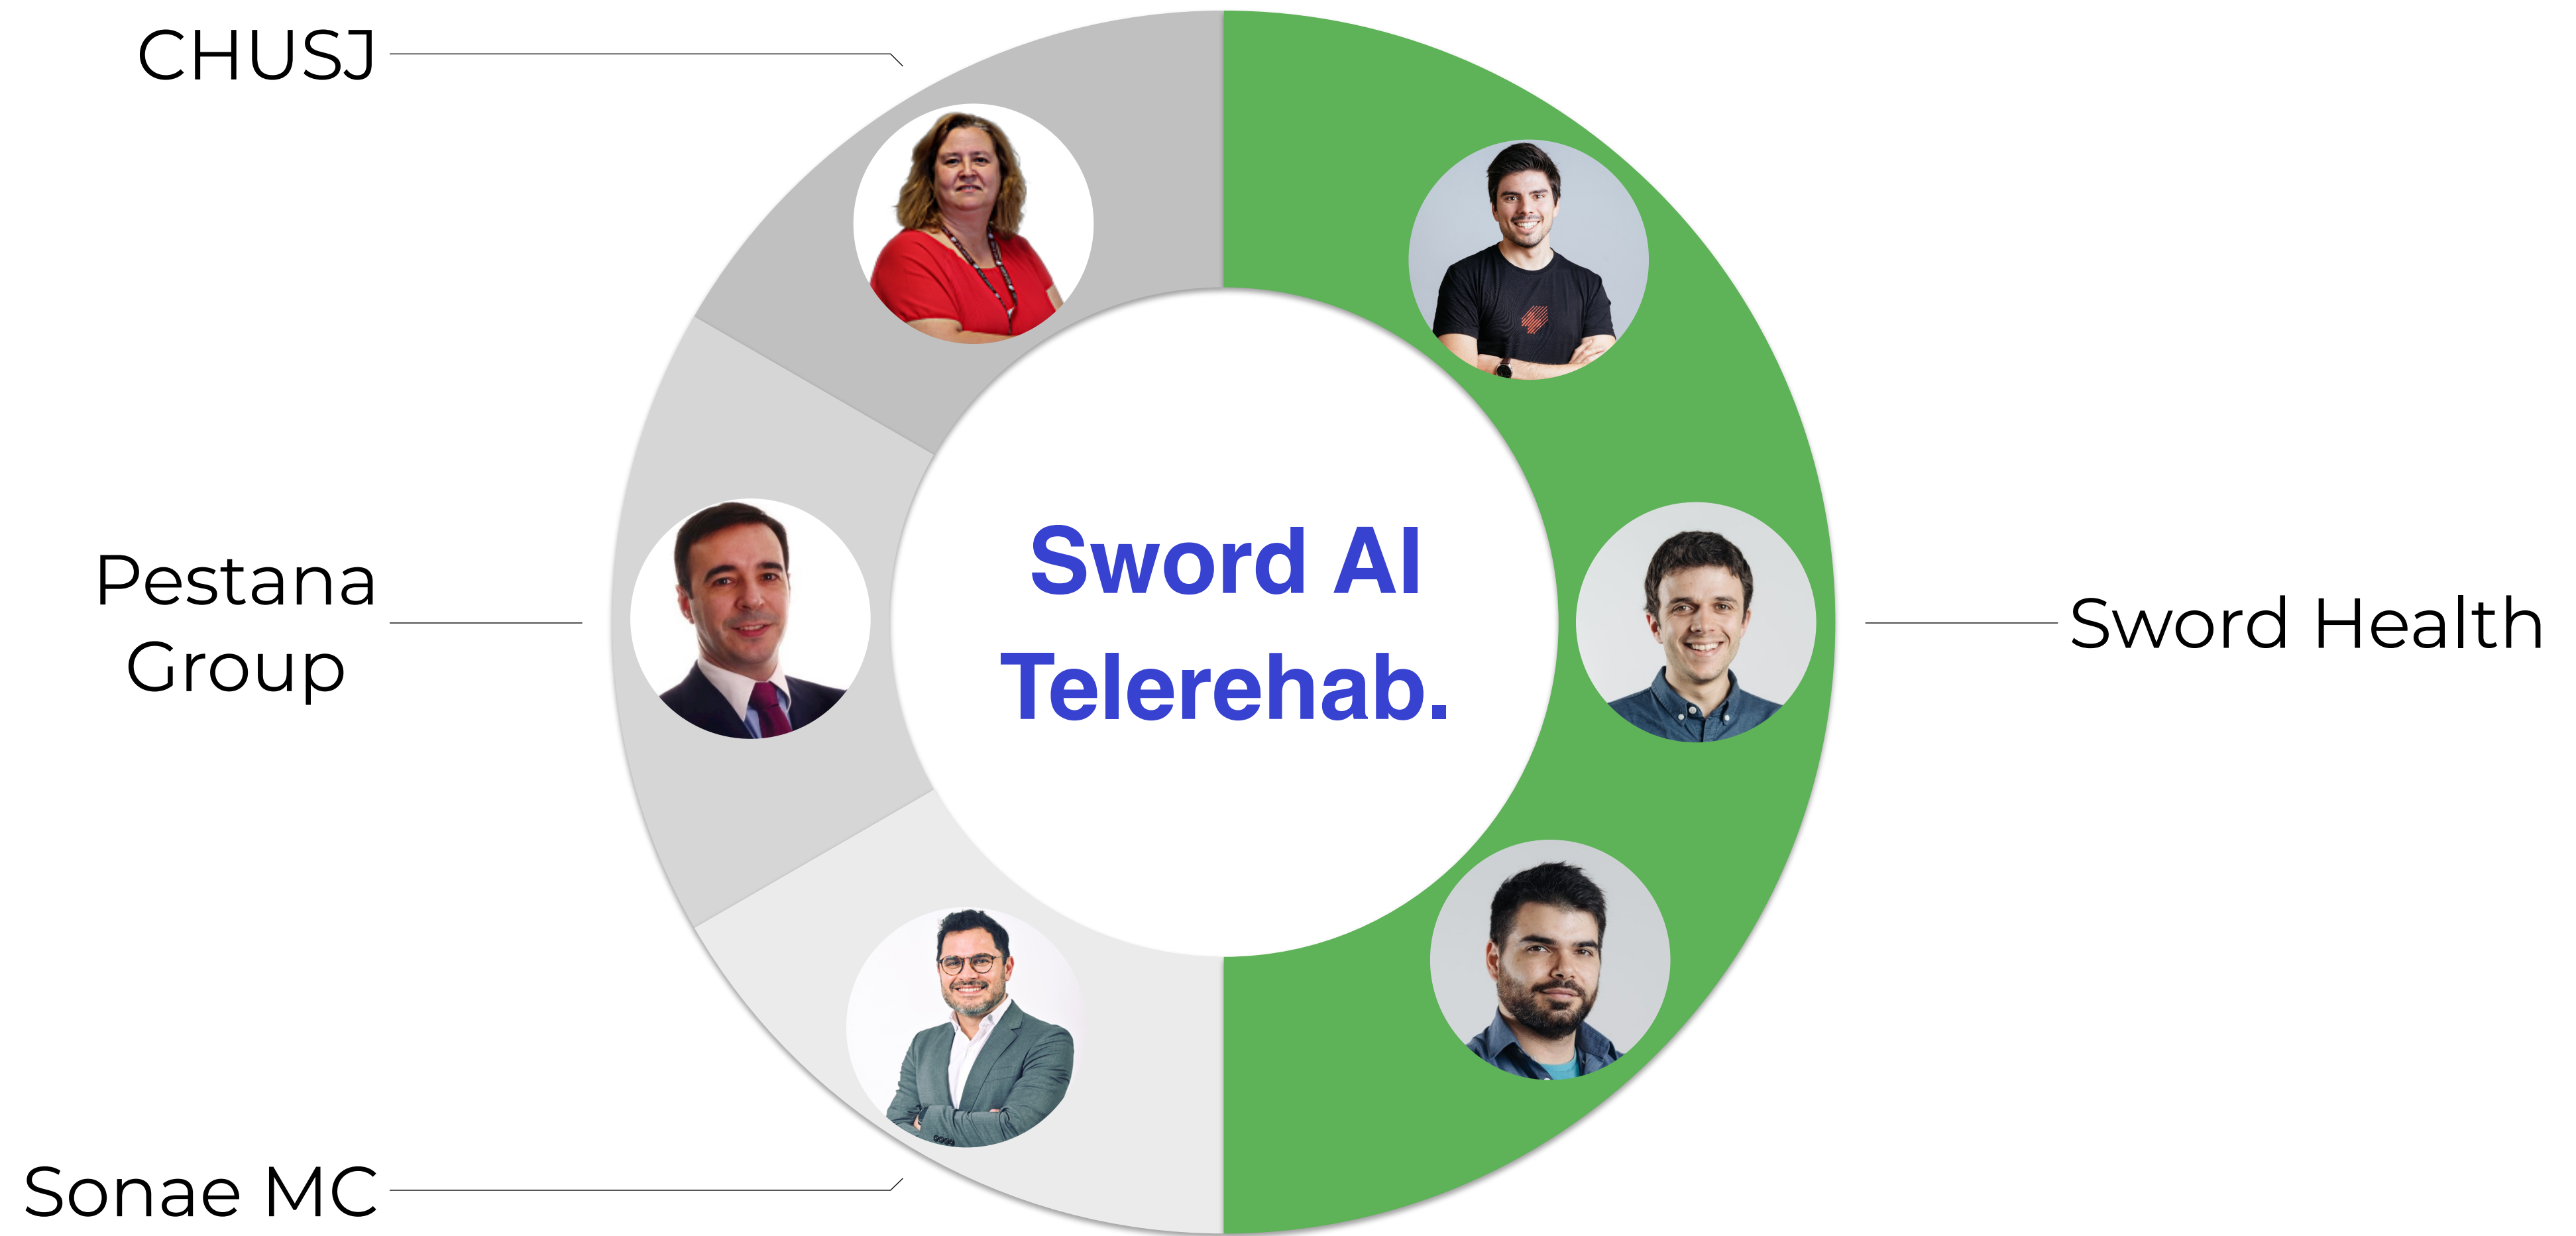 CHUSJ
Pestana
Group
Sonae MC
Sword AI
Telerehab.
Sword Health